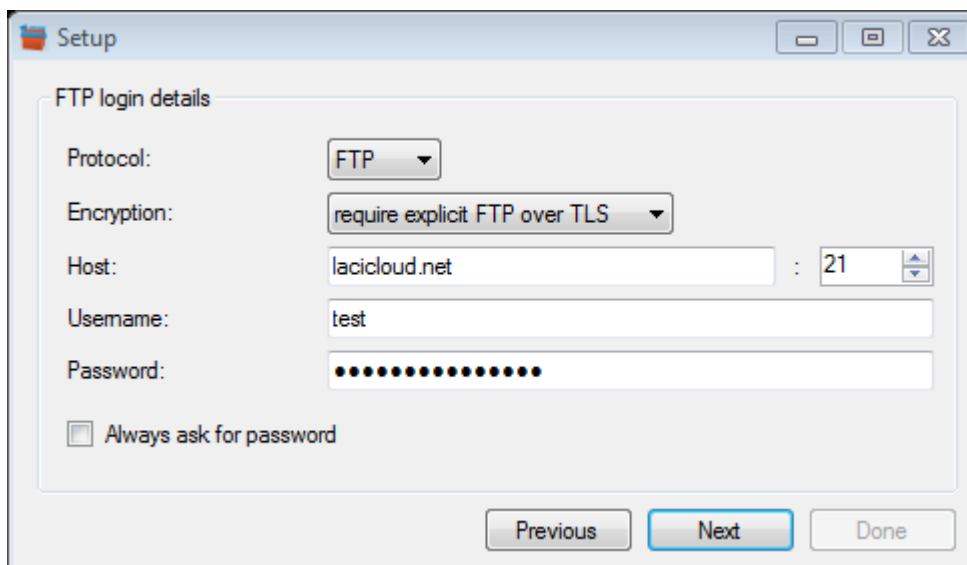 Setup
FTP login details
Protocol: FTP
Encryption: require explicit FTP over TLS
Host: lacicloud.net : 21
Username: test
Password: •••••••••••••••
Always ask for password
Previous Next Done